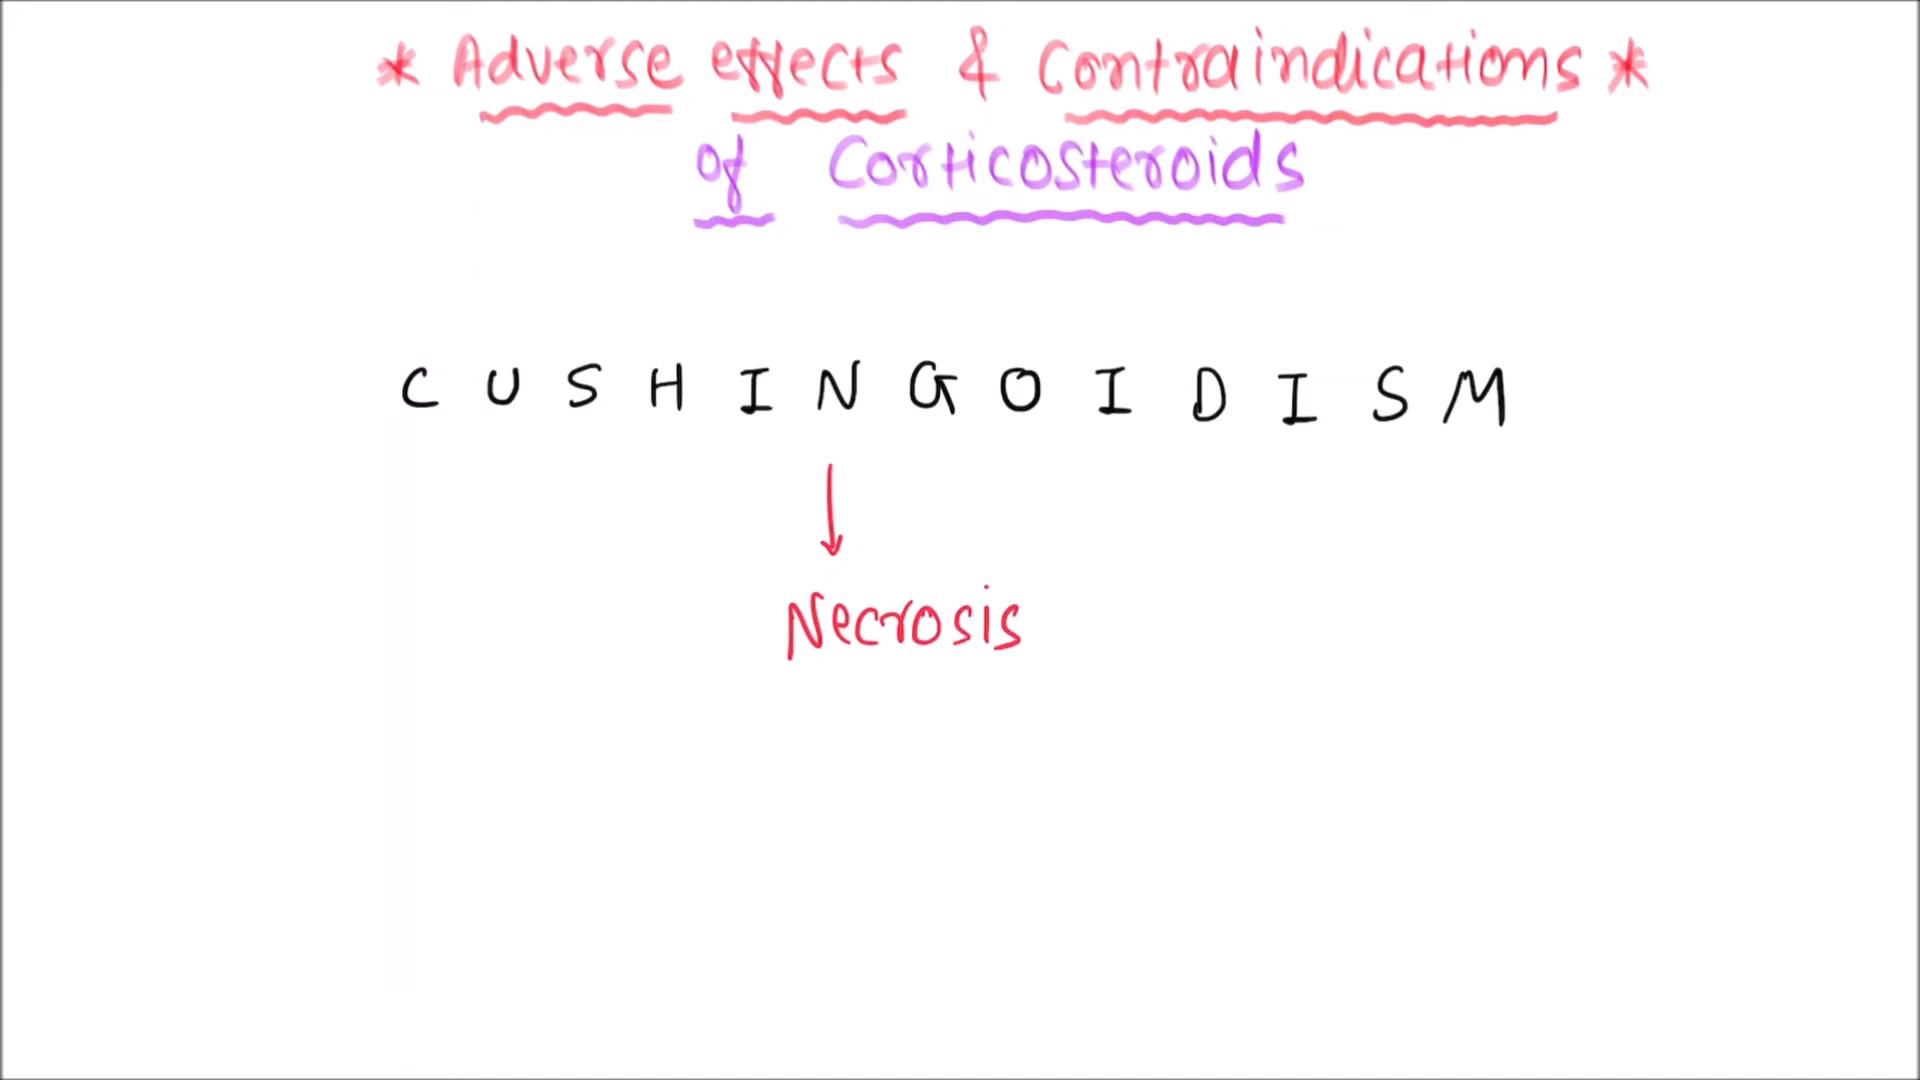 * Adverse effects & Contraindications *
of Corticosteroids
C U S H I N G O I D I S M
Necrosis